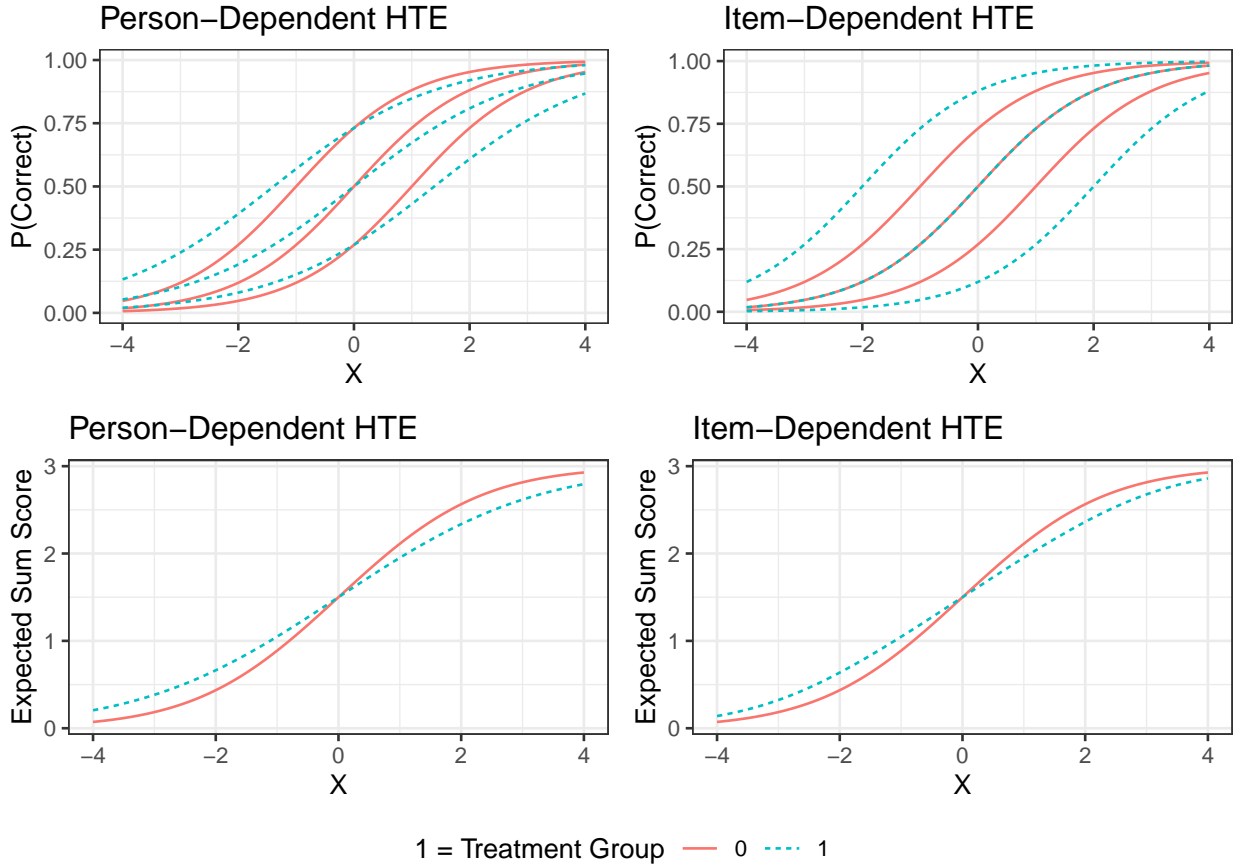 Person−Dependent HTE
1.00
0.75
0.50
0.25
0.00
P(Correct)
−4 −2 0 2 4
X
Item−Dependent HTE
1.00
0.75
0.50
0.25
0.00
P(Correct)
−4 −2 0 2 4
X
Person−Dependent HTE
3
2
1
0
Expected Sum Score
−4 −2 0 2 4
X
Item−Dependent HTE
3
2
1
0
Expected Sum Score
−4 −2 0 2 4
X
1 = Treatment Group 0 1